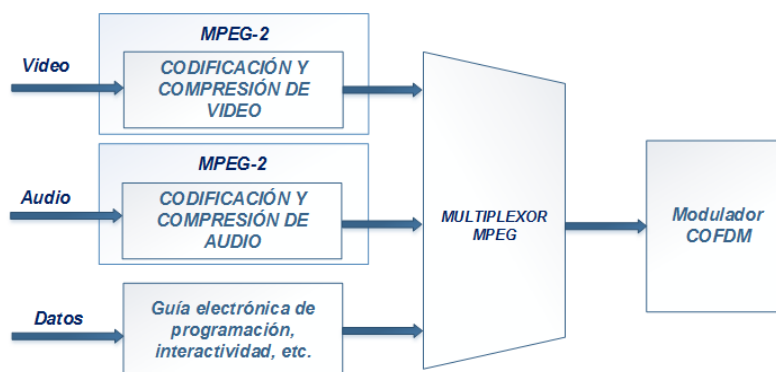 MPEG-2
Video
CODIFICACIÓN Y
COMPRESIÓN DE
VIDEO
MPEG-2
Audio
CODIFICACIÓN Y
COMPRESIÓN DE
AUDIO
Datos
Guía electrónica de
programación,
interactividad, etc.
MULTIPLEXOR
MPEG
Modulador
COFDM